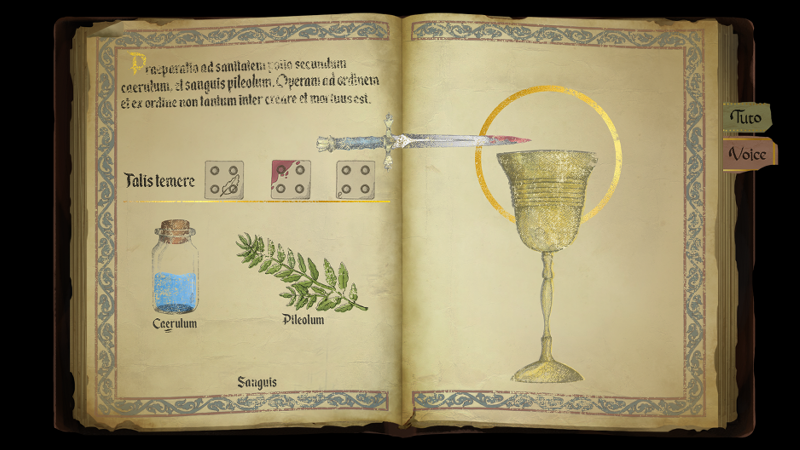 Praeparatio ad sanitatem potio secundum
caerulum, et sanguis pileolum. Operam ad ordinem
et ex ordine non tantum inter creare et mortuus est.
Talis temere
Caerulum
Pileolum
Sanguis
Tuto
Voice